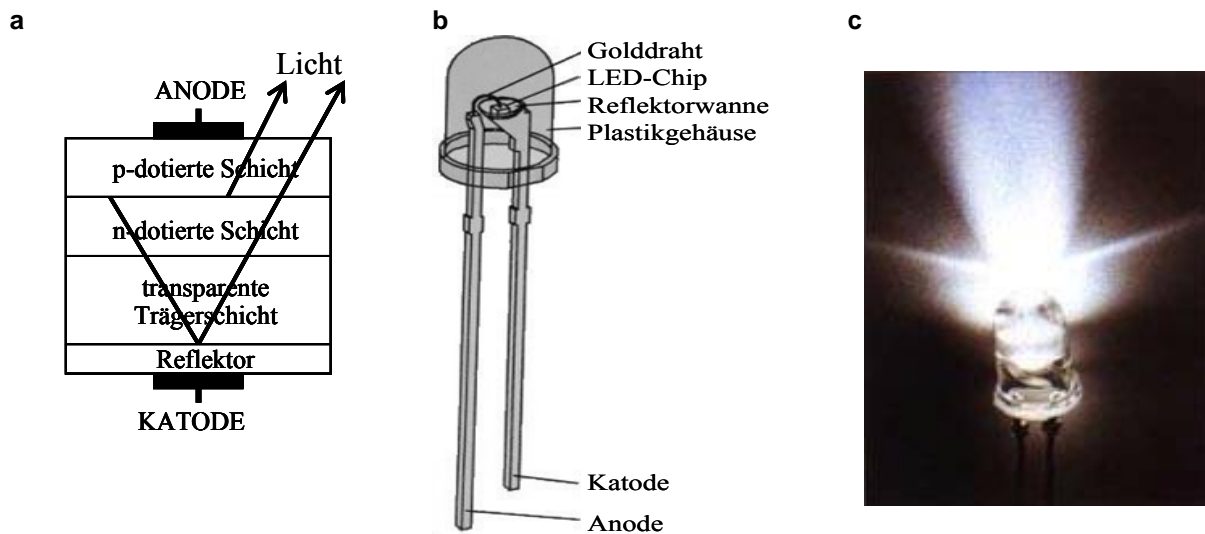 a
Licht
ANODE
p-dotierte Schicht
n-dotierte Schicht
transparente
Trägerschicht
Reflektor
KATODE
b
Golddraht
LED-Chip
Reflektorwanne
Plastikgehäuse
Katode
Anode
c